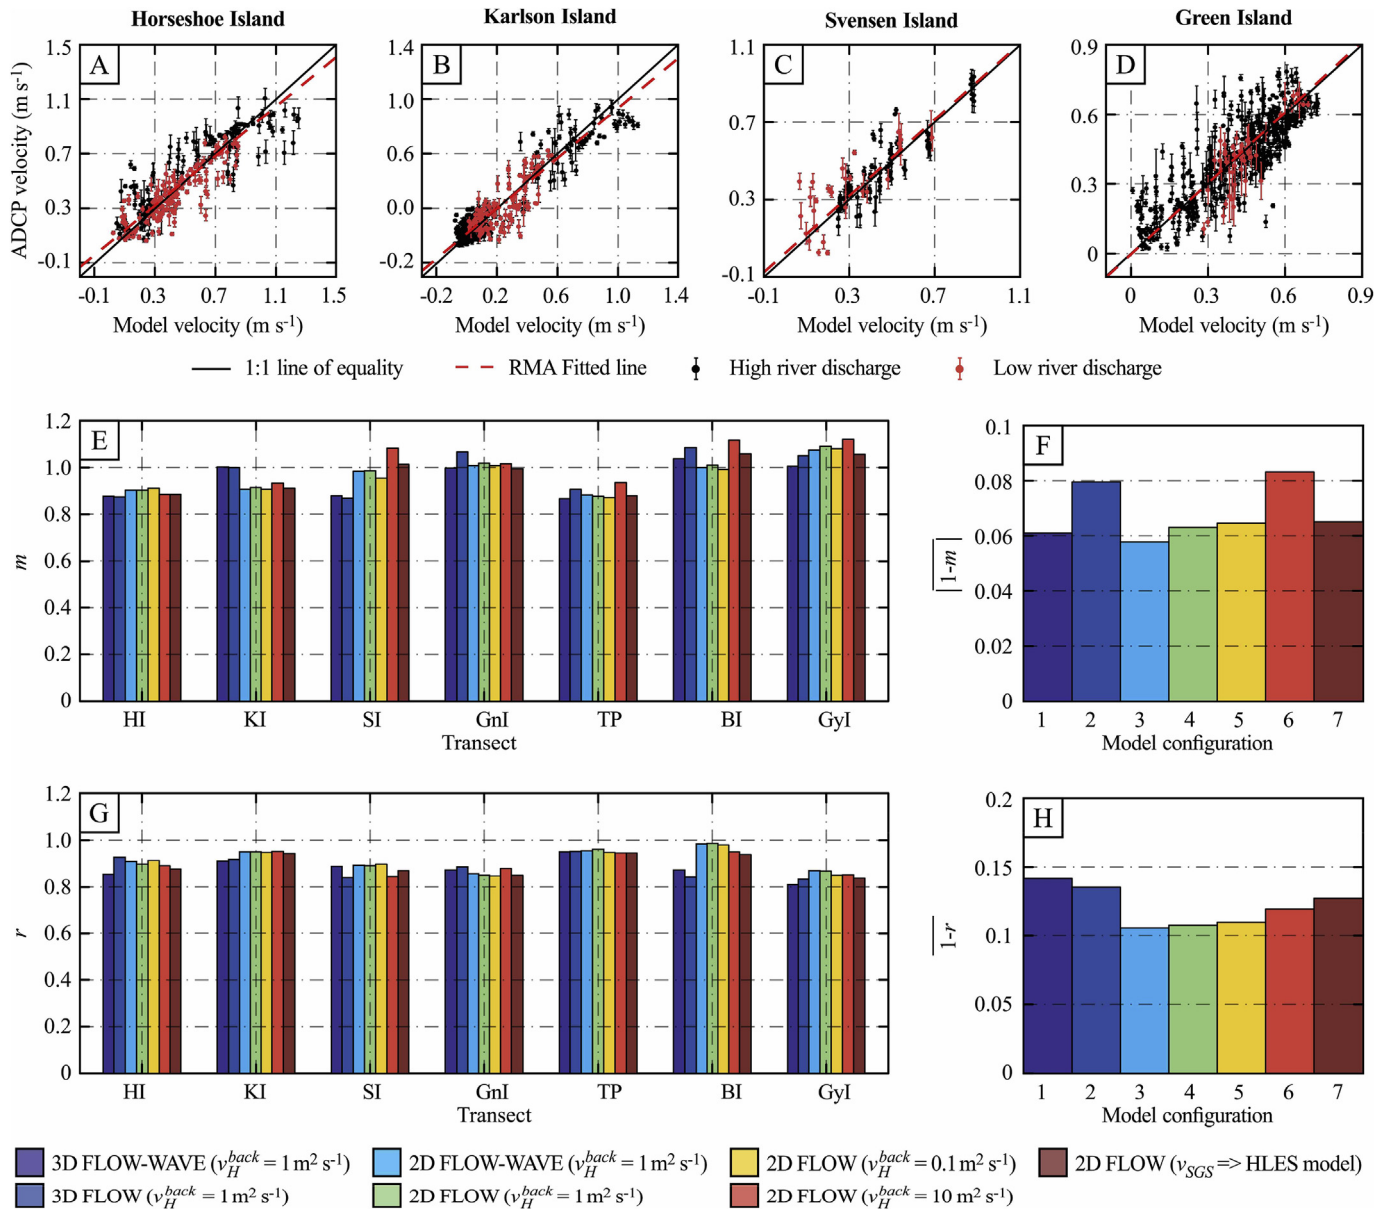 Horseshoe Island
Karlson Island
Svensen Island
Green Island
A
1.5
1.1
0.7
0.3
-0.1
ADCP velocity (m s-1)
-0.1 0.3 0.7 1.1 1.5
Model velocity (m s-1)
B
1.4
1.0
0.6
0.0
-0.2
-0.2 0.2 0.6 1.0 1.4
Model velocity (m s-1)
C
1.1
0.7
0.3
-0.1
-0.1 0.3 0.7 1.1
Model velocity (m s-1)
D
0.9
0.6
0.3
0
0 0.3 0.6 0.9
Model velocity (m s-1)
1:1 line of equality
RMA Fitted line
High river discharge
Low river discharge
E
1.2
1.0
0.8
0.6
0.4
0.2
0
m
HI KI SI GnI TP BI GyI
Transect
F
0.1
0.08
0.06
0.04
0.02
0
|1-m|
1 2 3 4 5 6 7
Model configuration
G
1.2
1.0
0.8
0.6
0.4
0.2
0
r
HI KI SI GnI TP BI GyI
Transect
H
0.2
0.15
0.1
0.05
0
1-r
1 2 3 4 5 6 7
Model configuration
3D FLOW-WAVE (νHback = 1 m2 s-1)
3D FLOW (νHback = 1 m2 s-1)
2D FLOW-WAVE (νHback = 1 m2 s-1)
2D FLOW (νHback = 1 m2 s-1)
2D FLOW (νHback = 0.1 m2 s-1)
2D FLOW (νHback = 10 m2 s-1)
2D FLOW (νSGS => HLES model)